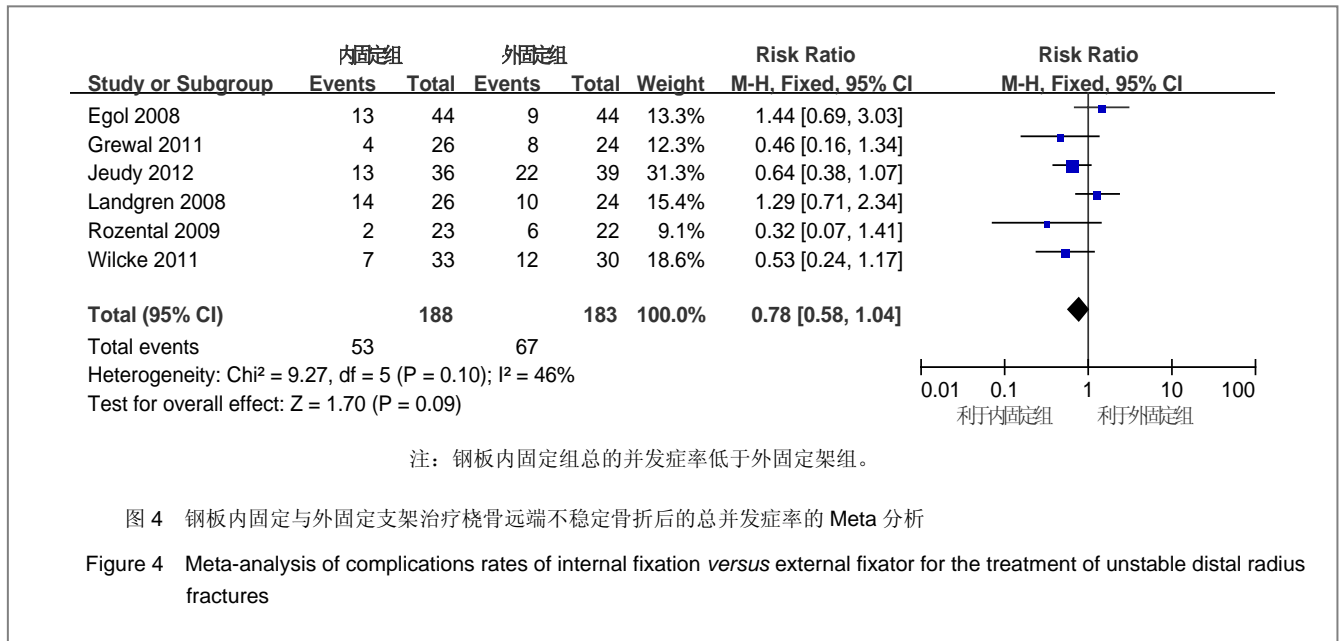 内固定组 外固定组 Risk Ratio Risk Ratio
Study or Subgroup Events Total Events Total Weight M-H, Fixed, 95% CI M-H, Fixed, 95% CI
Egol 2008 13 44 9 44 13.3% 1.44 [0.69, 3.03]
Grewal 2011 4 26 8 24 12.3% 0.46 [0.16, 1.34]
Jeudy 2012 13 36 22 39 31.3% 0.64 [0.38, 1.07]
Landgren 2008 14 26 10 24 15.4% 1.29 [0.71, 2.34]
Rozental 2009 2 23 6 22 9.1% 0.32 [0.07, 1.41]
Wilcke 2011 7 33 12 30 18.6% 0.53 [0.24, 1.17]
Total (95% CI) 188 183 100.0% 0.78 [0.58, 1.04]
Total events 53 67
Heterogeneity: Chi² = 9.27, df = 5 (P = 0.10); I² = 46%
Test for overall effect: Z = 1.70 (P = 0.09)
0.01 0.1 1 10 100
利于内固定组 利于外固定组
注：钢板内固定组总的并发症率低于外固定架组。
图 4 钢板内固定与外固定支架治疗桡骨远端不稳定骨折后的总并发症率的 Meta 分析
Figure 4 Meta-analysis of complications rates of internal fixation versus external fixator for the treatment of unstable distal radius
fractures